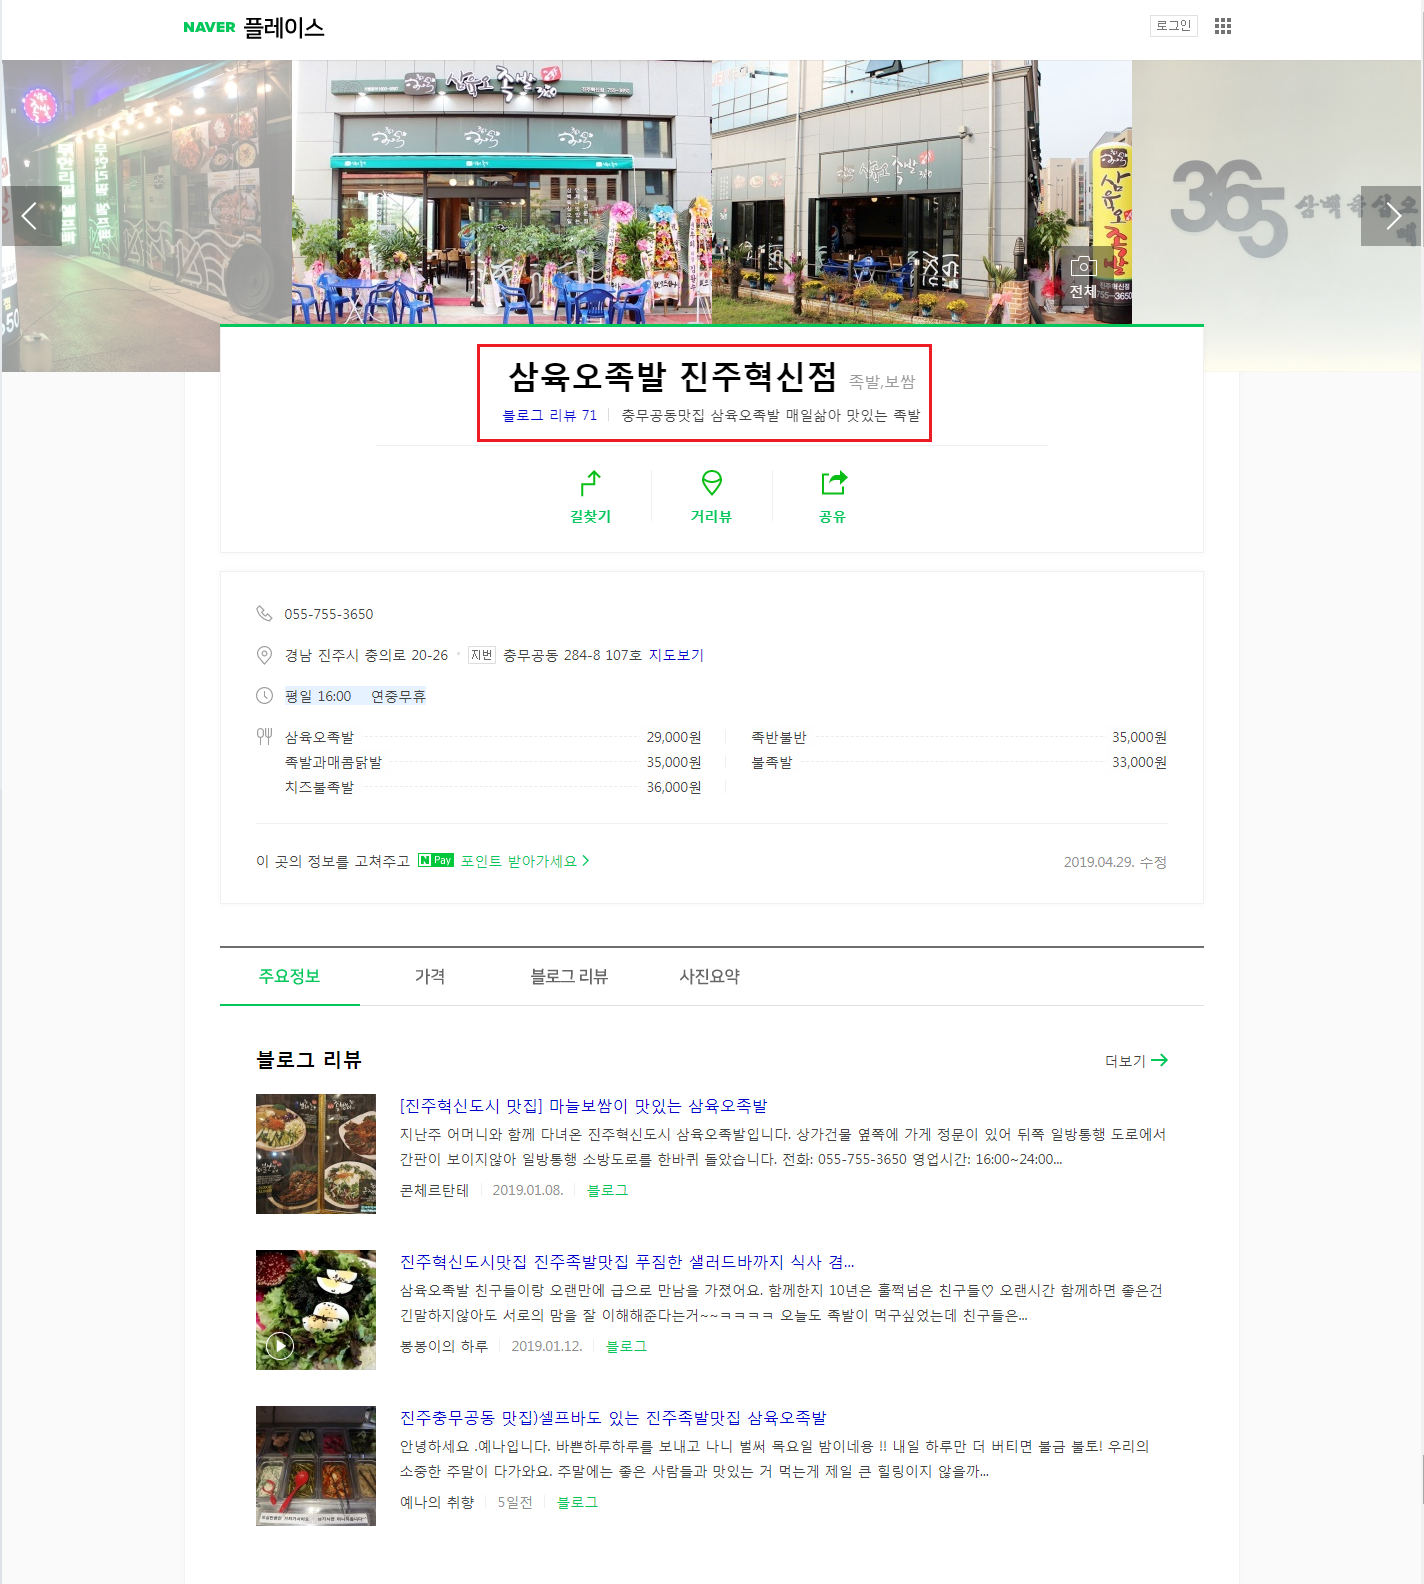 NAVER 플레이스
로그인
삼육오족발 365
삼육오족발
365
전체
755-3650
삼육오족발 진주혁신점 족발,보쌈
블로그 리뷰 71 충무공동맛집 삼육오족발 매일삶아 맛있는 족발
길찾기 거리뷰 공유
055-755-3650
경남 진주시 충의로 20-26 지번 충무공동 284-8 107호 지도보기
평일 16:00 연중무휴
삼육오족발 29,000원 족반불반 35,000원
족발과매콤닭발 35,000원 불족발 33,000원
치즈불족발 36,000원
이 곳의 정보를 고쳐주고 N Pay 포인트 받아가세요 2019.04.29. 수정
주요정보 가격 블로그 리뷰 사진요약
블로그 리뷰 더보기
[진주혁신도시 맛집] 마늘보쌈이 맛있는 삼육오족발
지난주 어머니와 함께 다녀온 진주혁신도시 삼육오족발입니다. 상가건물 옆쪽에 가게 정문이 있어 뒤쪽 일방통행 도로에서
간판이 보이지않아 일방통행 소방도로를 한바퀴 돌았습니다. 전화: 055-755-3650 영업시간: 16:00~24:00...
콘체르탄테 2019.01.08. 블로그
진주혁신도시맛집 진주족발맛집 푸짐한 샐러드바까지 식사 겸...
삼육오족발 친구들이랑 오랜만에 급으로 만남을 가졌어요. 함께한지 10년은 훌쩍넘은 친구들♡ 오랜시간 함께하면 좋은건
긴말하지않아도 서로의 맘을 잘 이해해준다는거~~ㅋㅋㅋㅋ 오늘도 족발이 먹구싶었는데 친구들은...
봉봉이의 하루 2019.01.12. 블로그
진주충무공동 맛집)셀프바도 있는 진주족발맛집 삼육오족발
안녕하세요 .예나입니다. 바쁜하루하루를 보내고 나니 벌써 목요일 밤이네용 !! 내일 하루만 더 버티면 불금 불토! 우리의
소중한 주말이 다가와요. 주말에는 좋은 사람들과 맛있는 거 먹는게 제일 큰 힐링이지 않을까...
예나의 취향 5일전 블로그